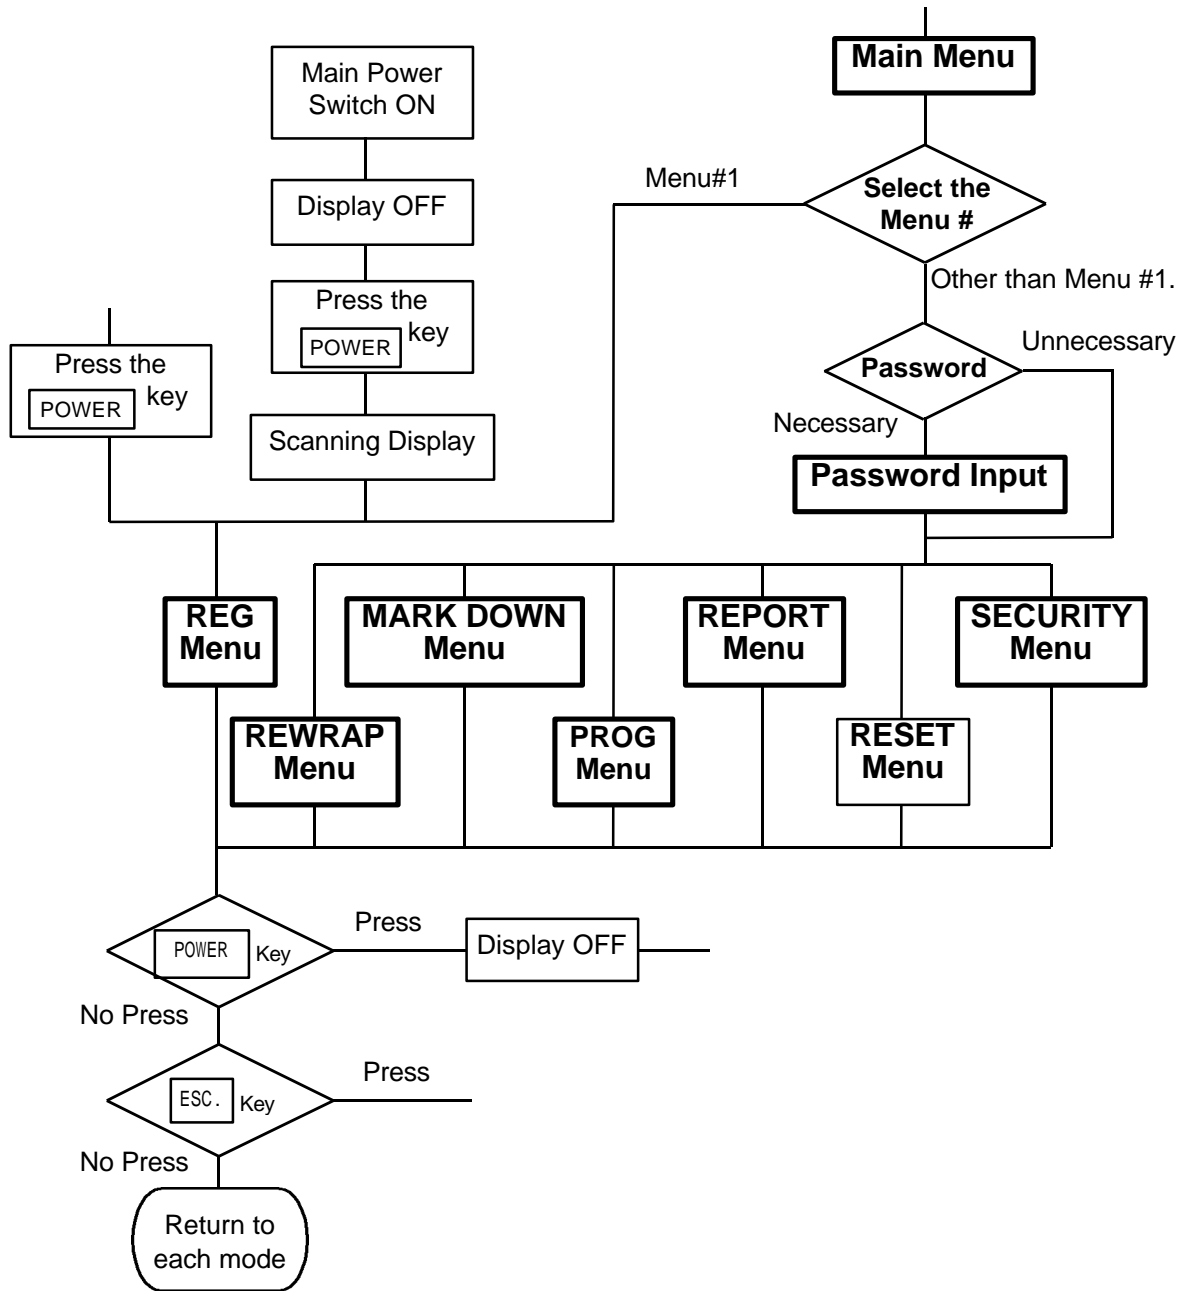 Main Menu
Main Power
Switch ON
Select the
Menu #
Menu#1
Display OFF
Other than Menu #1.
Press the
POWER key
Press the
POWER key
Password
Unnecessary
Necessary
Scanning Display
Password Input
REG
Menu
MARK DOWN
Menu
REPORT
Menu
SECURITY
Menu
REWRAP
Menu
PROG
Menu
RESET
Menu
POWER Key
Press
Display OFF
No Press
ESC. Key
Press
No Press
Return to
each mode